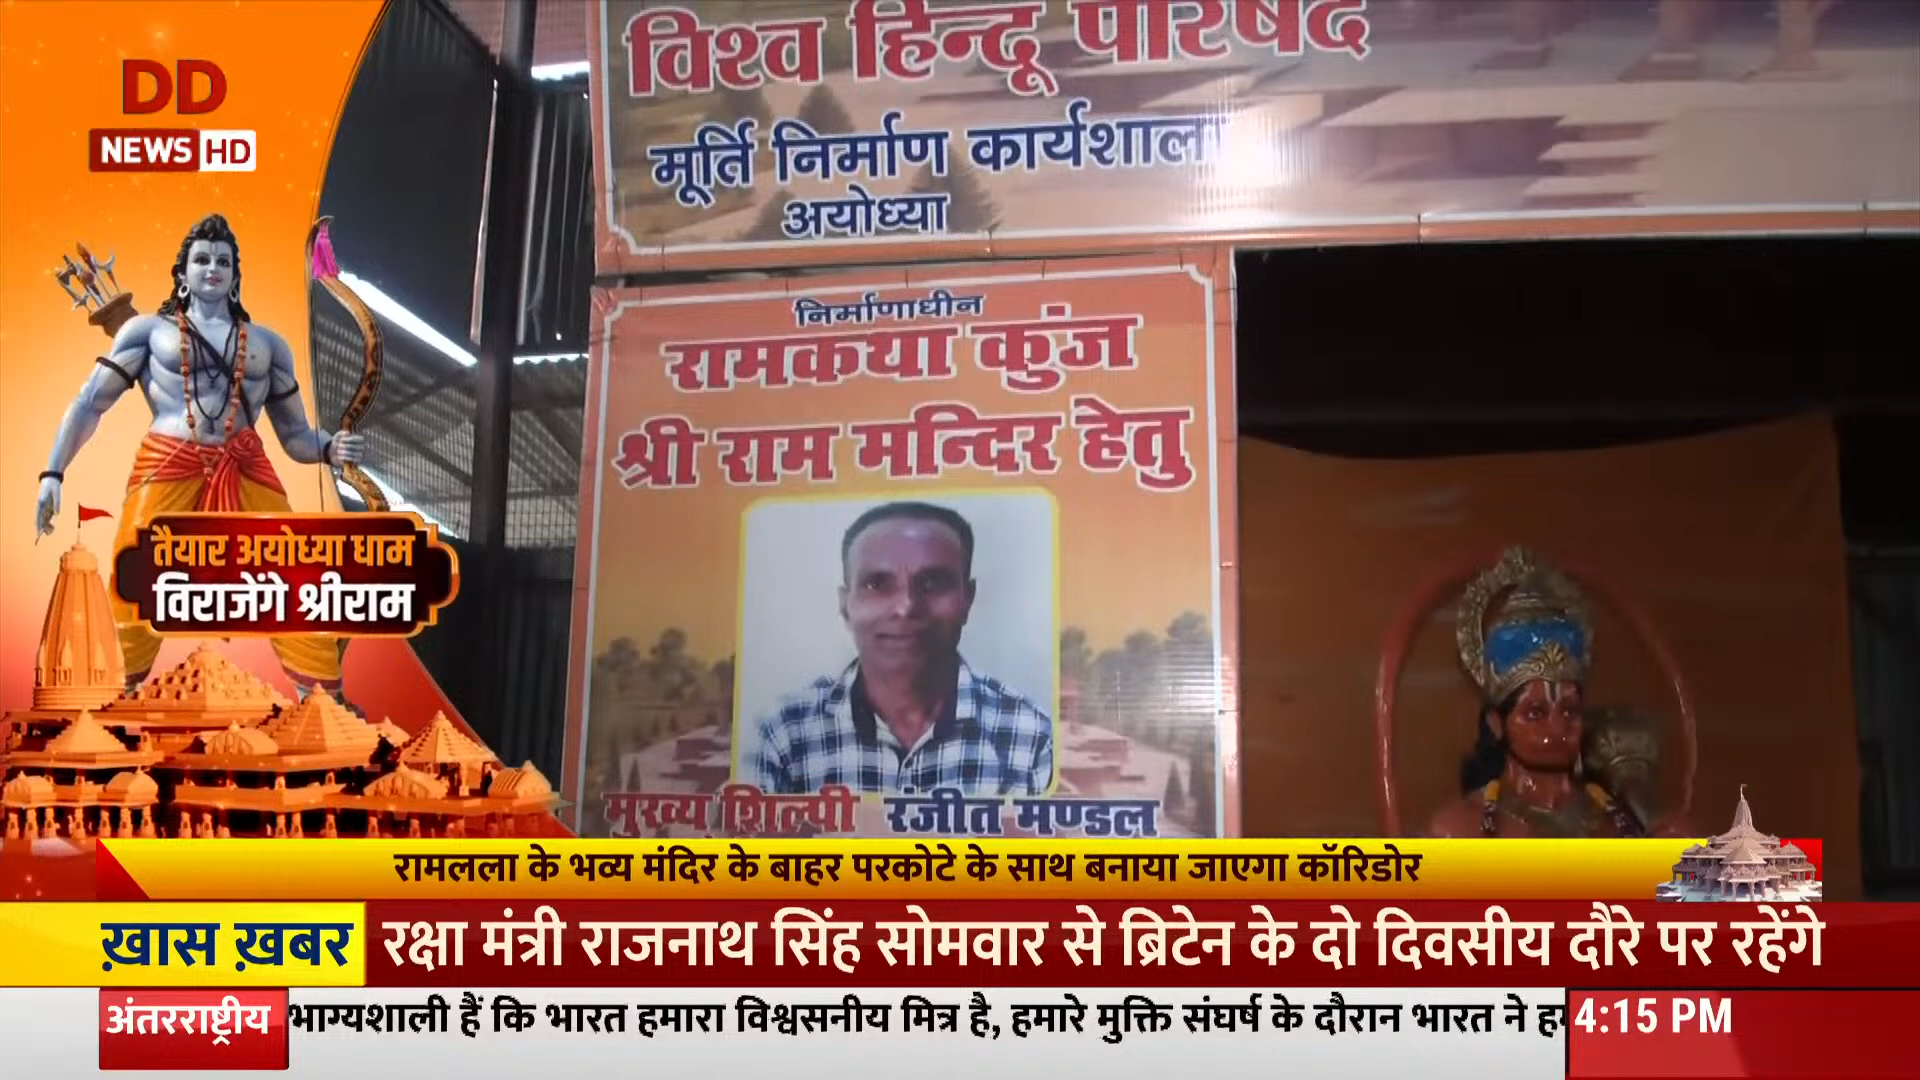 DD
NEWS HD
विश्व हिन्दू परिषद
मूर्ति निर्माण कार्यशाला
अयोध्या
निर्माणाधीन
रामकथा कुंज
श्री राम मन्दिर हेतु
मुख्य शिल्पी रंजीत मण्डल
तैयार अयोध्या धाम
विराजेंगे श्रीराम
रामलला के भव्य मंदिर के बाहर परकोटे के साथ बनाया जाएगा कॉरिडोर
ख़ास ख़बर रक्षा मंत्री राजनाथ सिंह सोमवार से ब्रिटेन के दो दिवसीय दौरे पर रहेंगे
अंतरराष्ट्रीय भाग्यशाली हैं कि भारत हमारा विश्वसनीय मित्र है, हमारे मुक्ति संघर्ष के दौरान भारत ने 4:15 PM